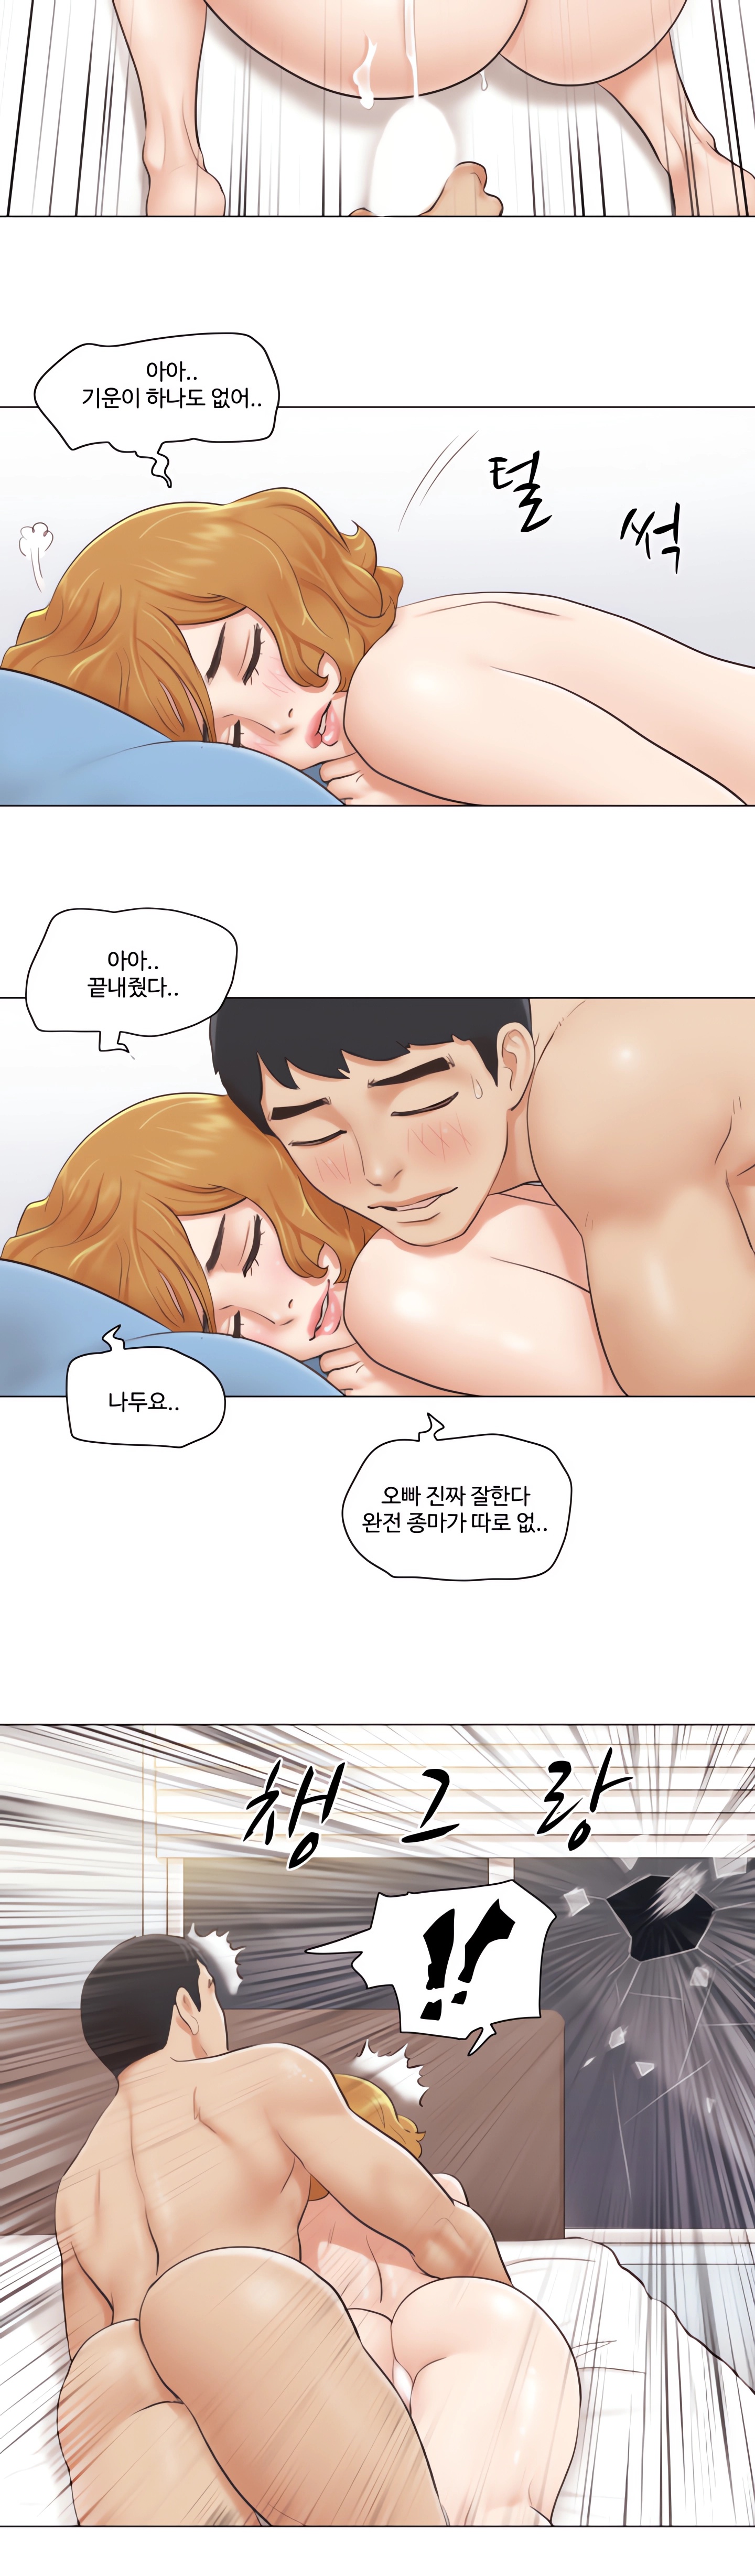 아아..
기운이 하나도 없어..
털
썩
아아..
끝내줬다..
나두요..
오빠 진짜 잘한다
완전 종마가 따로 없..
챙그랑
!!